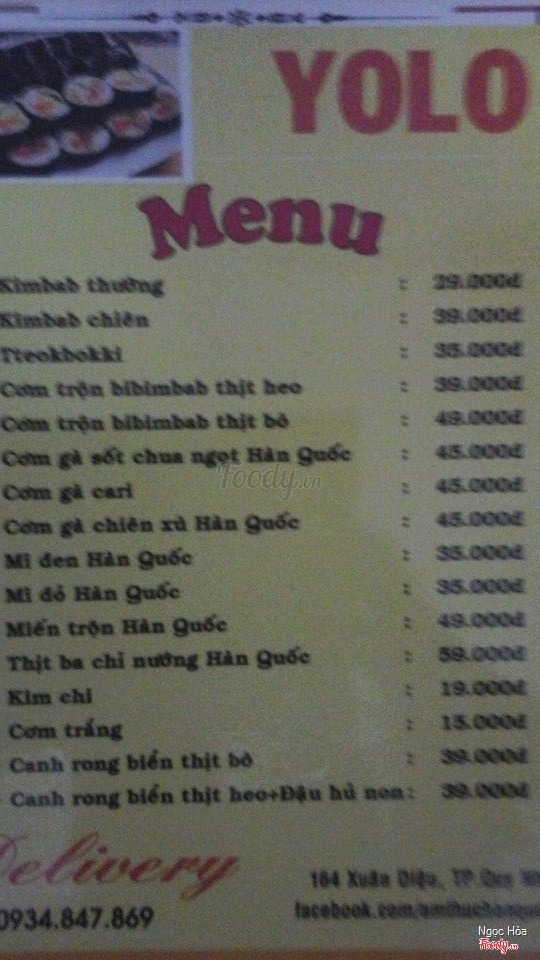 YOLO
Menu
Kimbab thường : 29.000đ
Kimbab chiên : 39.000đ
Tteokbokki : 35.000đ
Cơm trộn bibimbab thịt heo : 39.000đ
Cơm trộn bibimbab thịt bò : 49.000đ
Cơm gà sốt chua ngọt Hàn Quốc : 45.000đ
Foody.vn
Cơm gà cari : 45.000đ
Cơm gà chiên xù Hàn Quốc : 45.000đ
Mì đen Hàn Quốc : 35.000đ
Mì đỏ Hàn Quốc : 35.000đ
Miến trộn Hàn Quốc : 49.000đ
Thịt ba chỉ nướng Hàn Quốc : 59.000đ
Kim chi : 19.000đ
Cơm trắng : 15.000đ
Canh rong biển thịt bò : 39.000đ
Canh rong biển thịt heo+Đậu hủ non: 39.000đ
Delivery
0934.847.869
164 Xuân Diệu, TP.Quy
Ngọc Hòa
Foody.vn